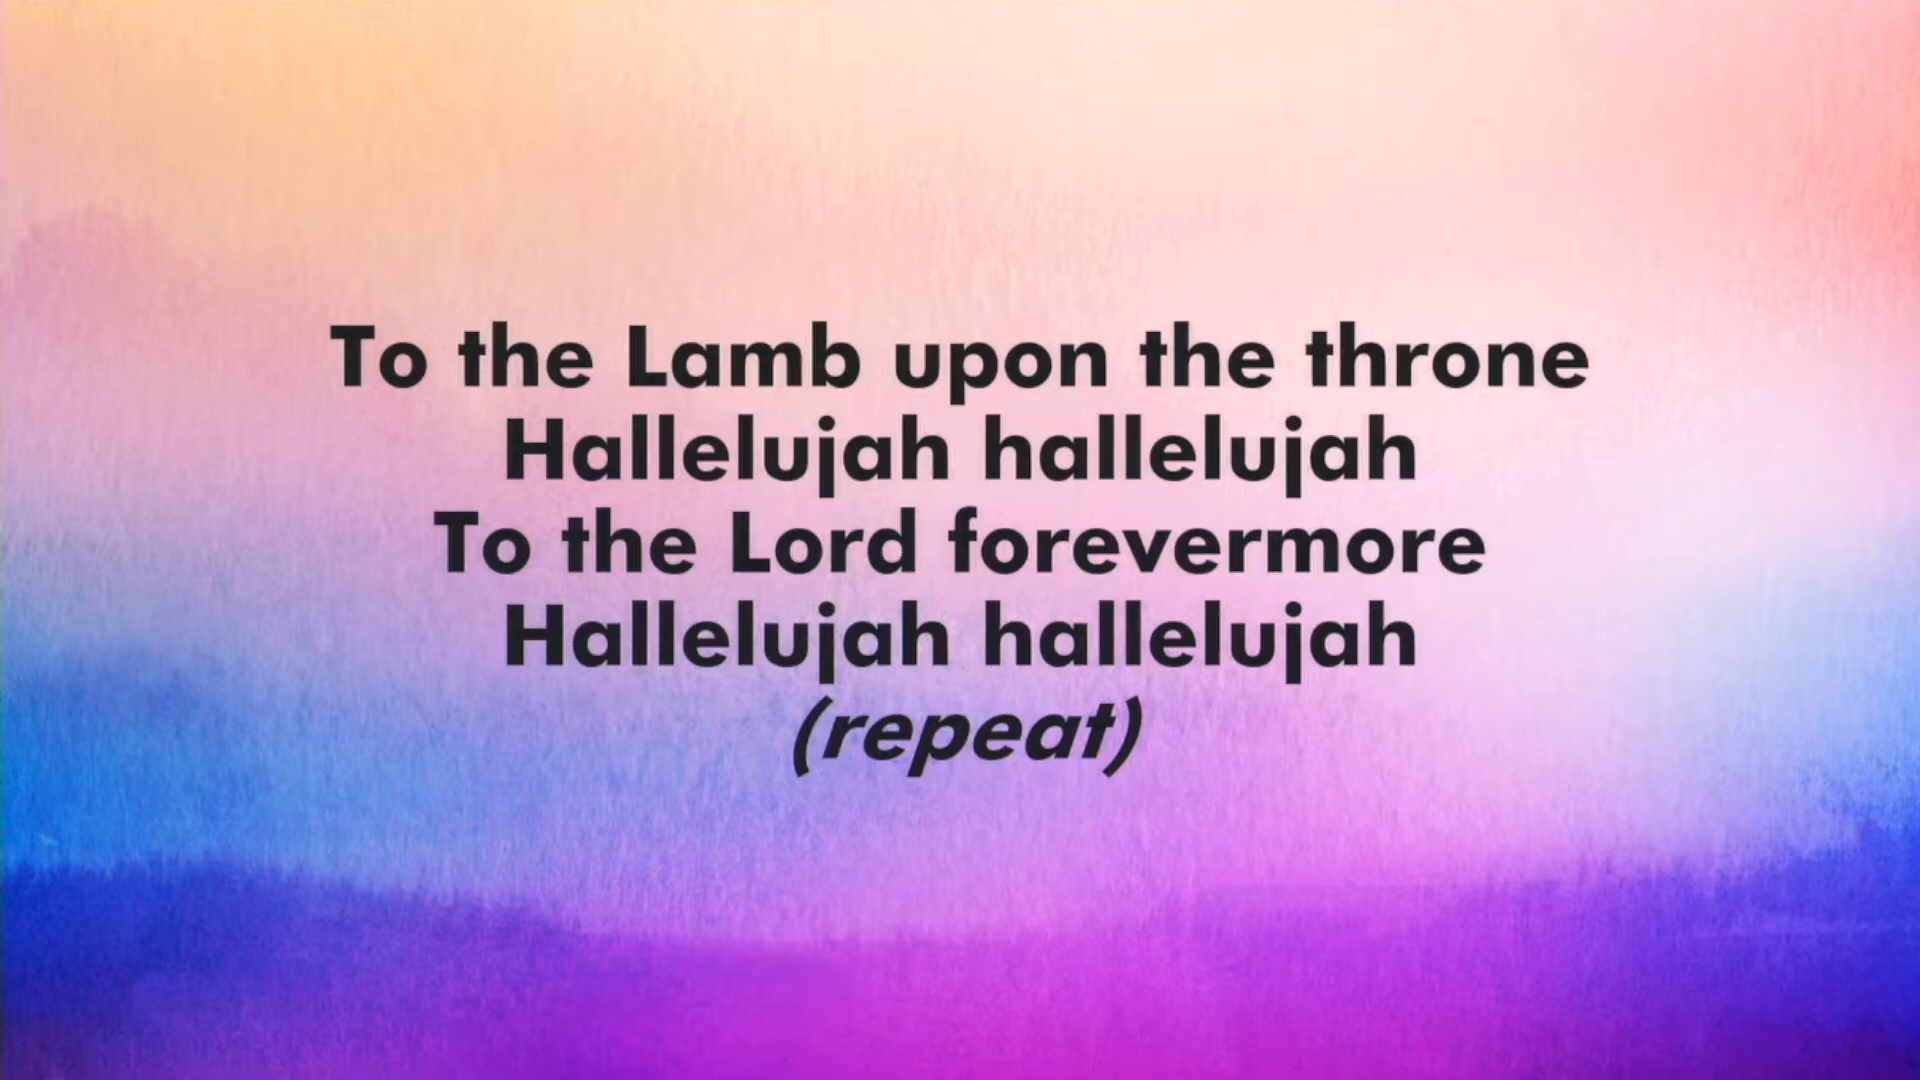 To the Lamb upon the throne
Hallelujah hallelujah
To the Lord forevermore
Hallelujah hallelujah
(repeat)